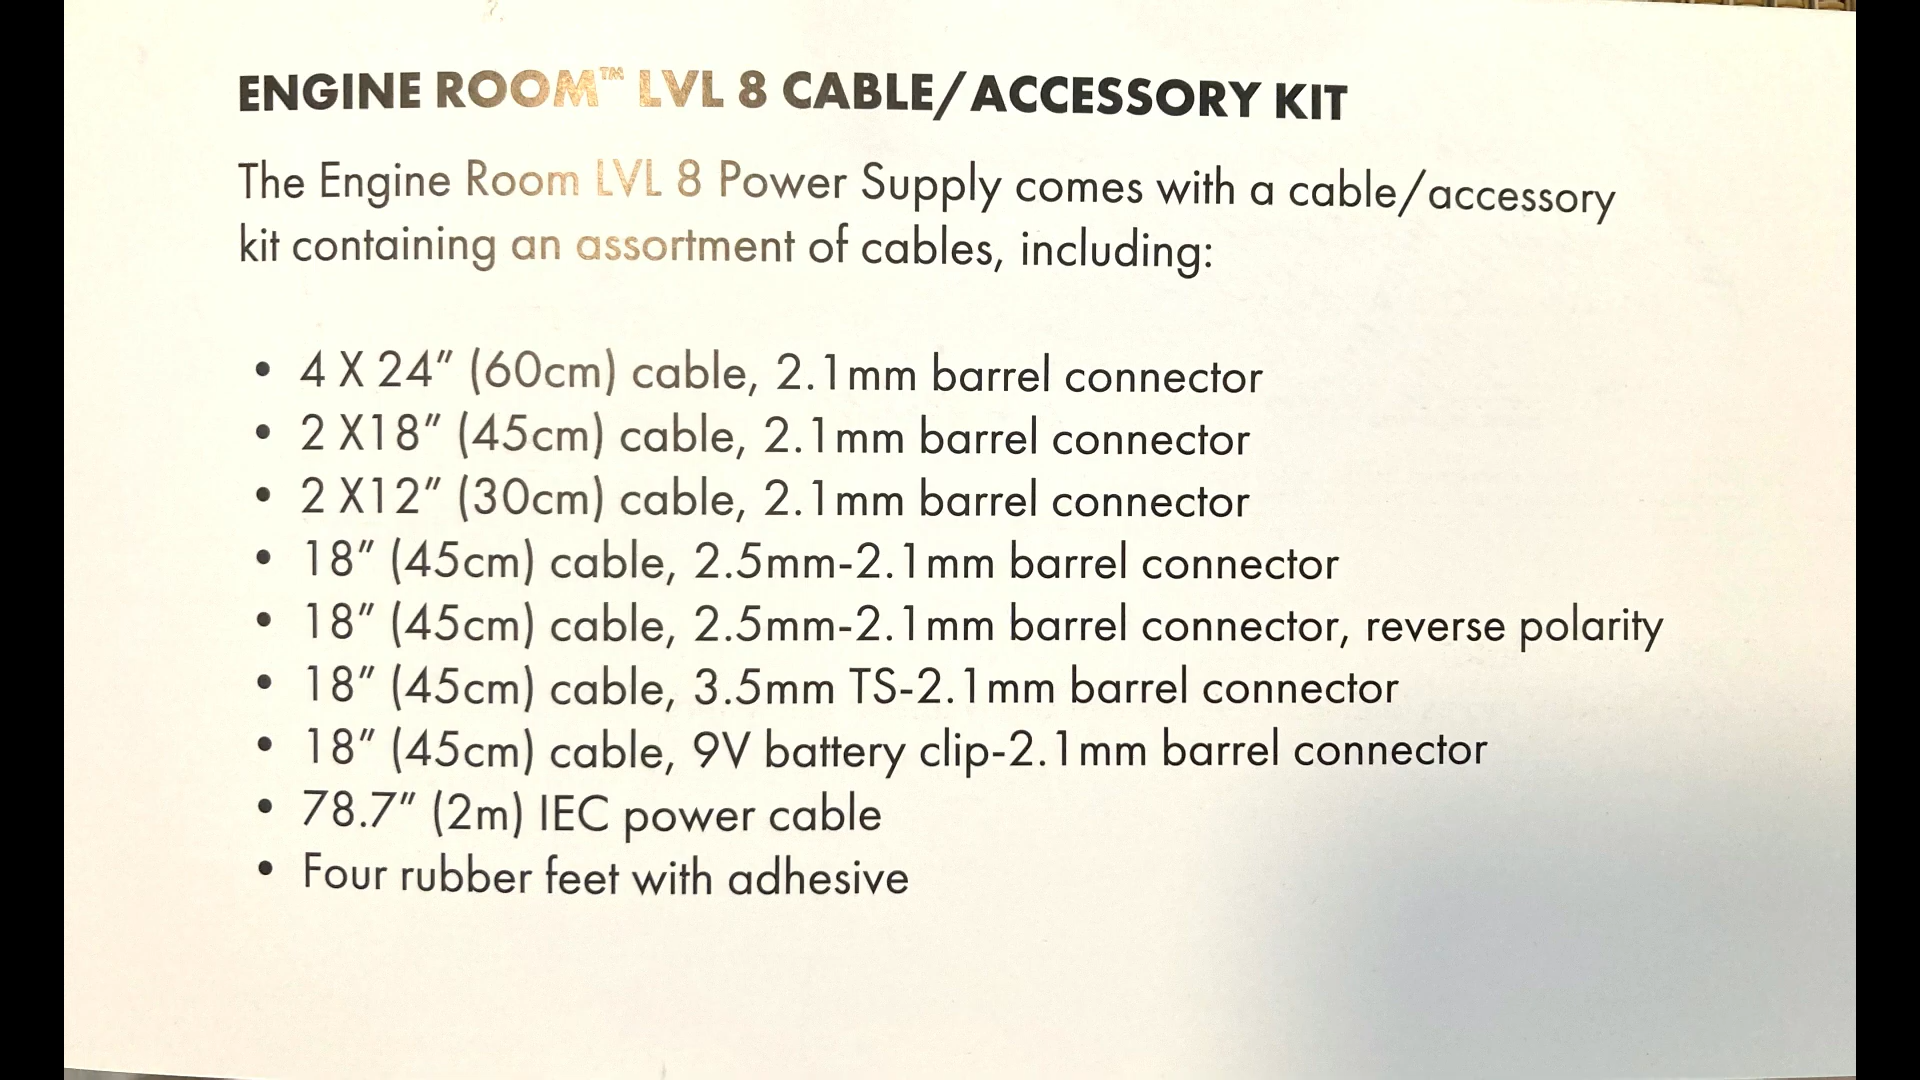 ENGINE ROOM™ LVL 8 CABLE/ACCESSORY KIT
The Engine Room LVL 8 Power Supply comes with a cable/accessory
kit containing an assortment of cables, including:
• 4 X 24" (60cm) cable, 2.1mm barrel connector
• 2 X18" (45cm) cable, 2.1mm barrel connector
• 2 X12" (30cm) cable, 2.1mm barrel connector
• 18" (45cm) cable, 2.5mm-2.1mm barrel connector
• 18" (45cm) cable, 2.5mm-2.1mm barrel connector, reverse polarity
• 18" (45cm) cable, 3.5mm TS-2.1mm barrel connector
• 18" (45cm) cable, 9V battery clip-2.1mm barrel connector
• 78.7" (2m) IEC power cable
• Four rubber feet with adhesive